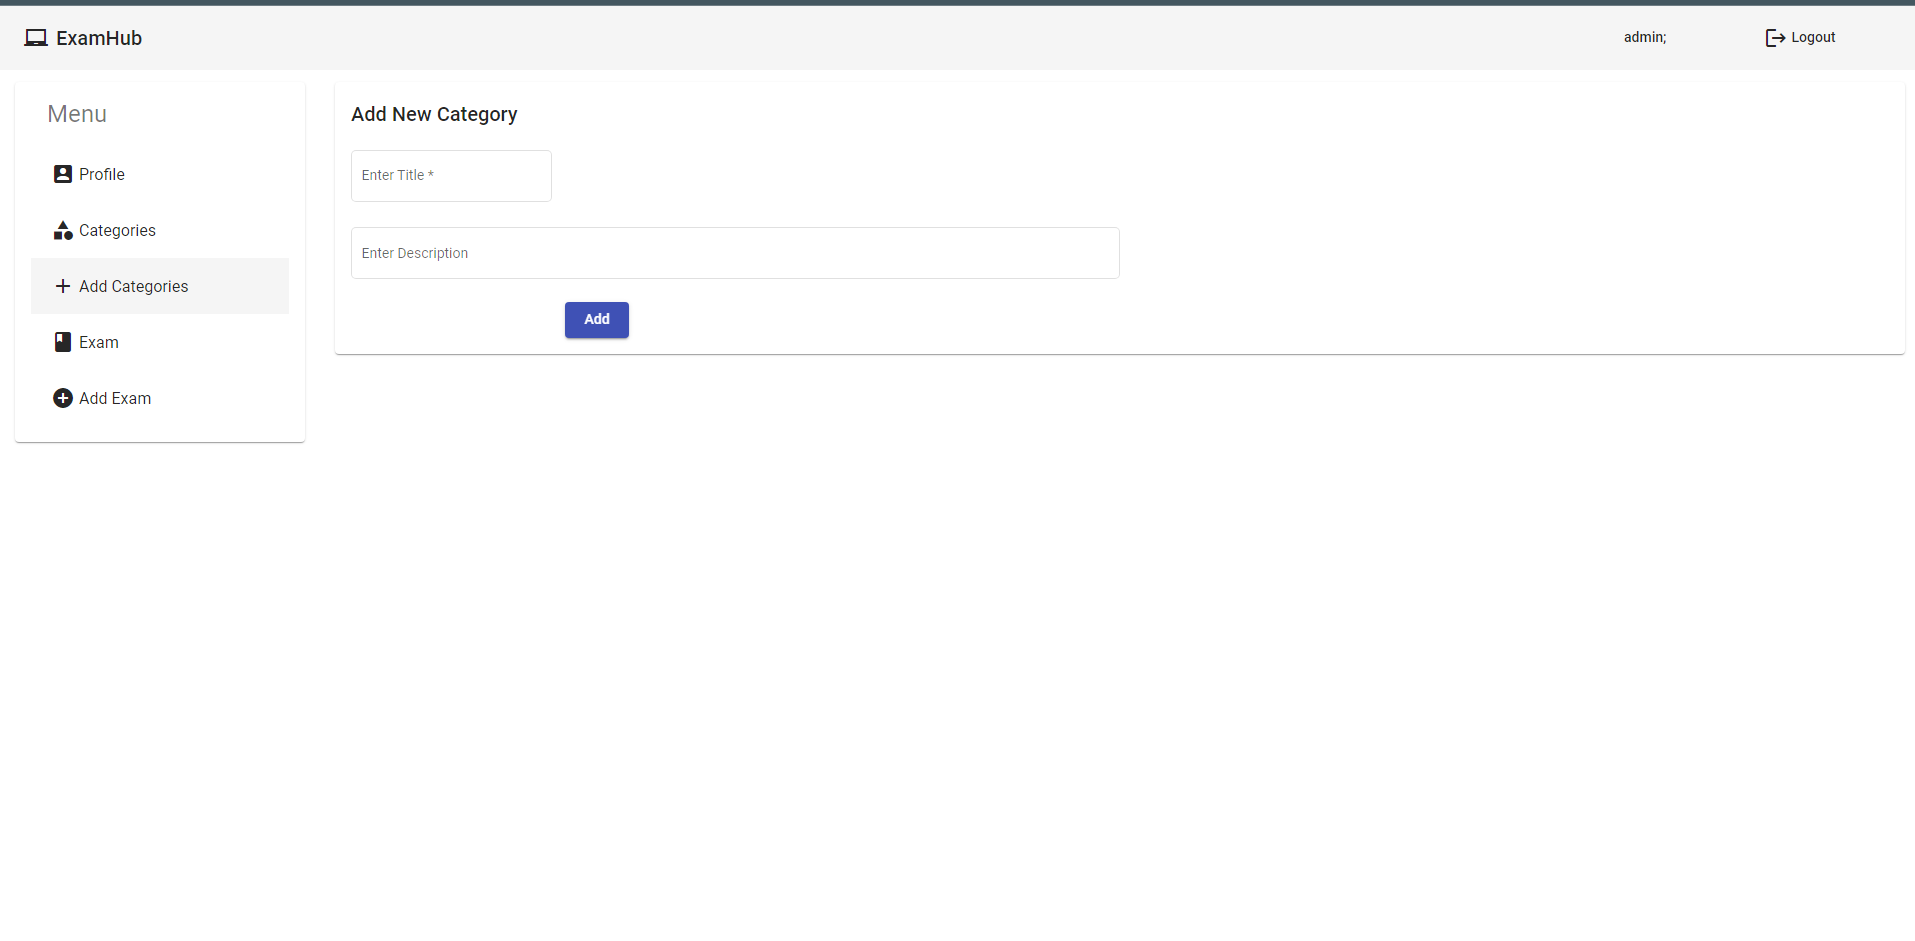 ExamHub
admin;
Logout
Menu
Profile
Categories
Add Categories
Exam
Add Exam
Add New Category
Enter Title *
Enter Description
Add